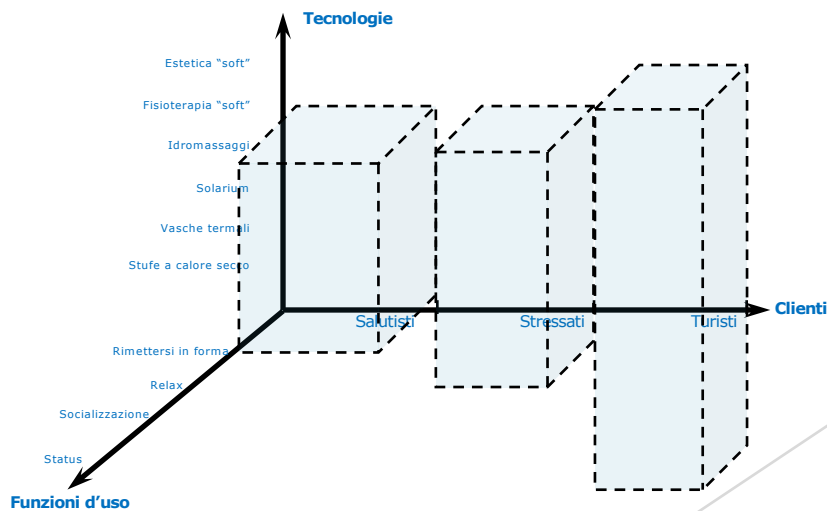 Tecnologie
Estetica “soft”
Fisioterapia “soft”
Idromassaggi
Solarium
Vasche termali
Stufe a calore secco
Clienti
Salutisti
Stressati
Turisti
Rimettersi in forma
Relax
Socializzazione
Status
Funzioni d’uso